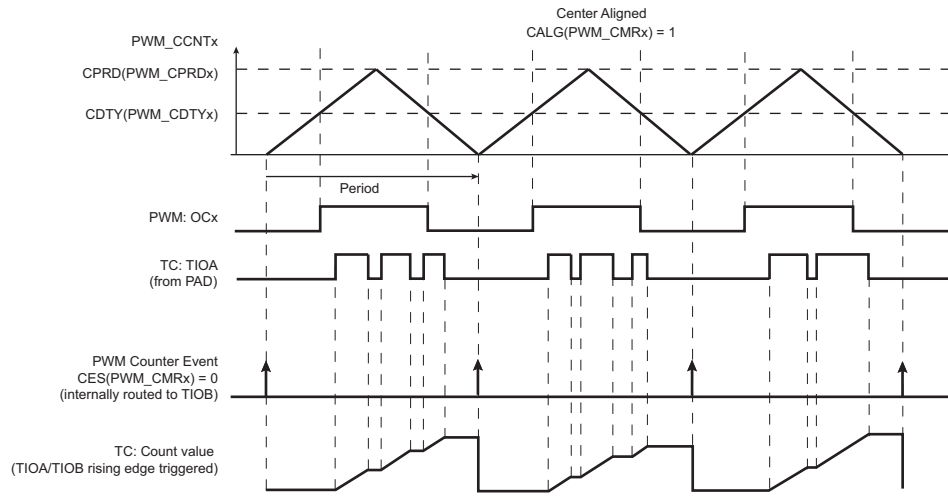 Center Aligned
CALG(PWM_CMRx) = 1
PWM_CCNTx
CPRD(PWM_CPRDx)
CDTY(PWM_CDTYx)
Period
PWM: OCx
TC: TIOA
(from PAD)
PWM Counter Event
CES(PWM_CMRx) = 0
(internally routed to TIOB)
TC: Count value
(TIOA/TIOB rising edge triggered)